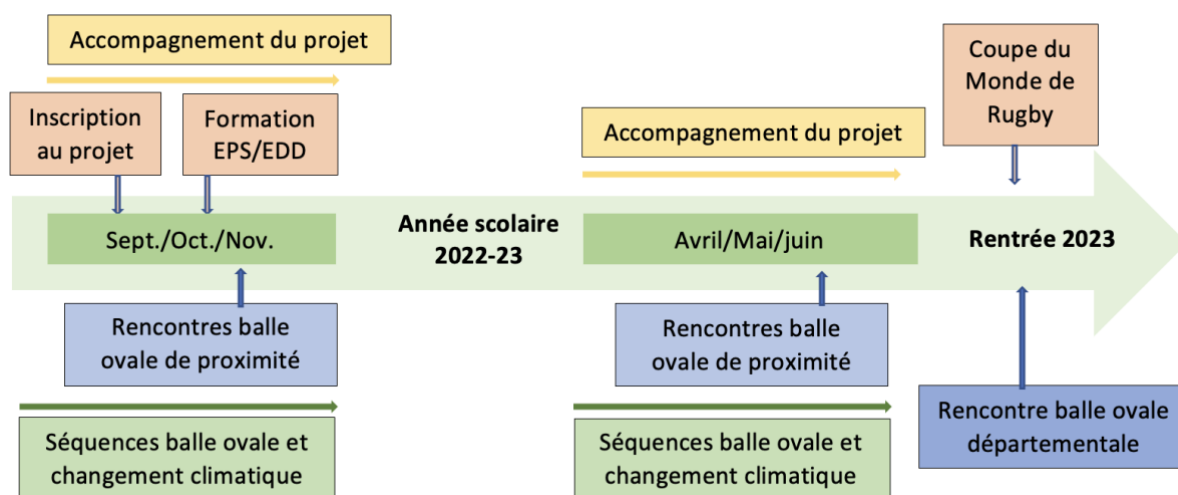 Accompagnement du projet
Coupe du
Monde de
Rugby
Inscription
au projet
Formation
EPS/EDD
Accompagnement du projet
Sept./Oct./Nov.
Année scolaire
2022-23
Avril/Mai/juin
Rentrée 2023
Rencontres balle
ovale de proximité
Rencontres balle
ovale de proximité
Rencontre balle ovale
départementale
Séquences balle ovale et
changement climatique
Séquences balle ovale et
changement climatique